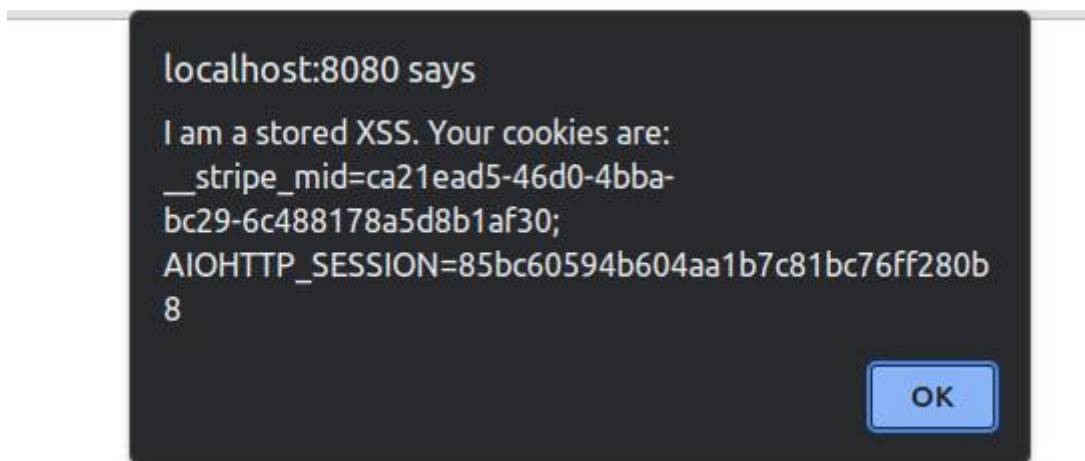 localhost:8080 says
I am a stored XSS. Your cookies are:
__stripe_mid=ca21ead5-46d0-4bba-
bc29-6c488178a5d8b1af30;
AIOHTTP_SESSION=85bc60594b604aa1b7c81bc76ff280b
8
OK